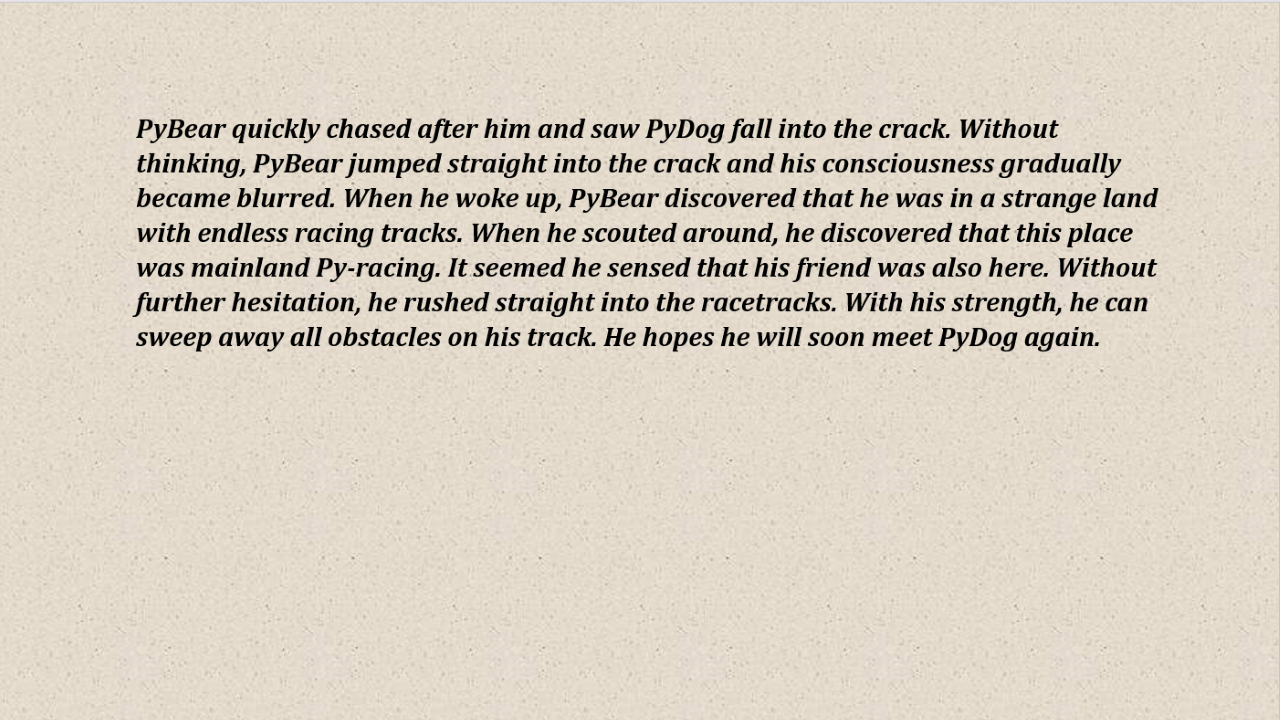 PyBear quickly chased after him and saw PyDog fall into the crack. Without
thinking, PyBear jumped straight into the crack and his consciousness gradually
became blurred. When he woke up, PyBear discovered that he was in a strange land
with endless racing tracks. When he scouted around, he discovered that this place
was mainland Py-racing. It seemed he sensed that his friend was also here. Without
further hesitation, he rushed straight into the racetracks. With his strength, he can
sweep away all obstacles on his track. He hopes he will soon meet PyDog again.